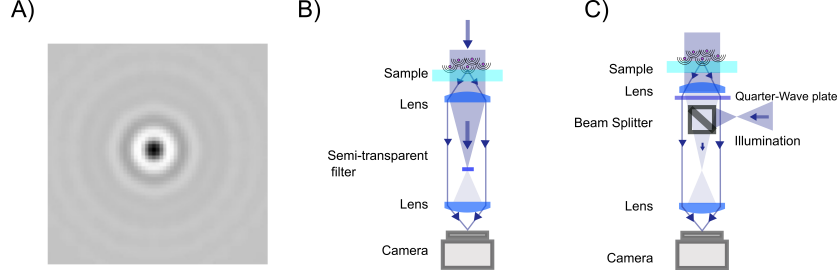 A)
B)
C)
Sample
Lens
Semi-transparent
filter
Lens
Camera
Sample
Lens
Quarter-Wave plate
Beam Splitter
Illumination
Lens
Camera